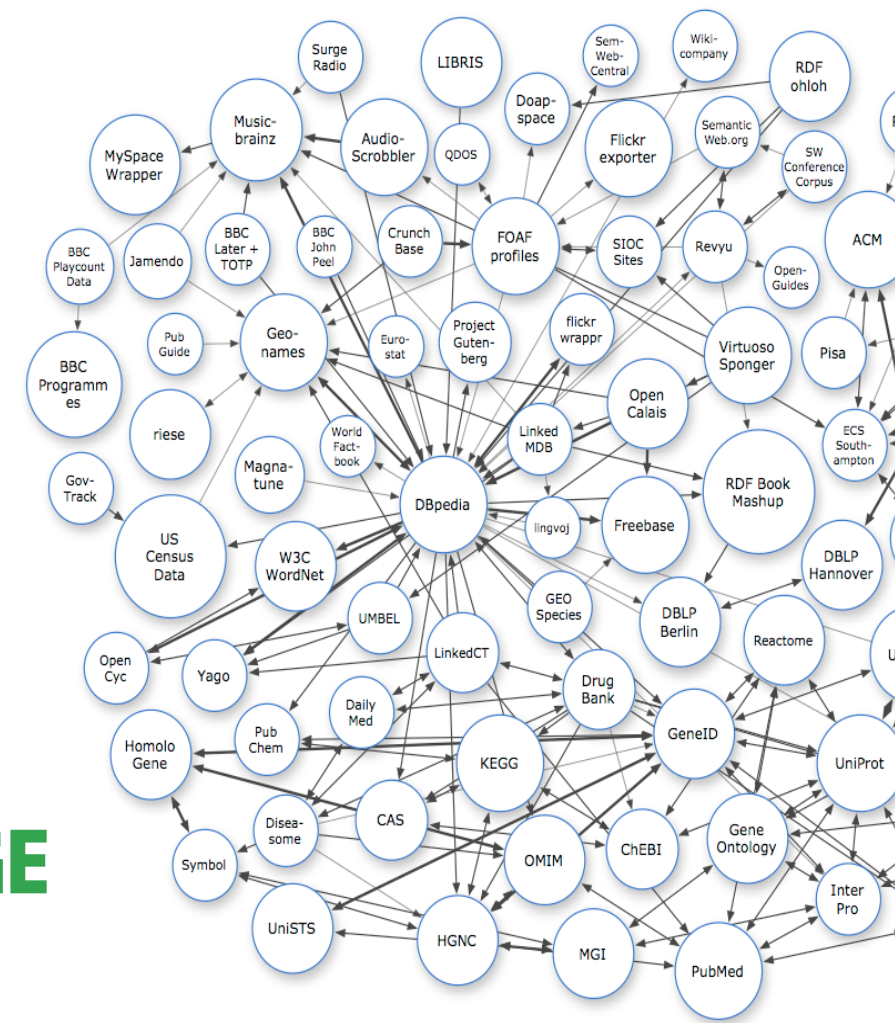 Surge
Radio
LIBRIS
Sem-
Web-
Central
Wiki-
company
RDF
ohloh
Doap-
space
Music-
brainz
Audio-
Scrobbler
QDOS
Flickr
exporter
Semantic
Web.org
SW
Conference
Corpus
MySpace
Wrapper
BBC
Playcount
Data
Jamendo
BBC
Later +
TOTP
BBC
John
Peel
Crunch
Base
FOAF
profiles
SIOC
Sites
Revyu
Open-
Guides
ACM
Pub
Guide
Geo-
names
Euro-
stat
Project
Guten-
berg
flickr
wrappr
Virtuoso
Sponger
Pisa
BBC
Programm
es
riese
World
Fact-
book
Linked
MDB
Open
Calais
ECS
South-
ampton
Gov-
Track
Magna-
tune
DBpedia
lingvoj
Freebase
RDF Book
Mashup
US
Census
Data
W3C
WordNet
DBLP
Hannover
UMBEL
GEO
Species
DBLP
Berlin
Reactome
Open
Cyc
Yago
LinkedCT
Drug
Bank
U
Homolo
Gene
Pub
Chem
Daily
Med
KEGG
GeneID
UniProt
GE
Symbol
Disea-
some
CAS
OMIM
ChEBI
Gene
Ontology
Inter
Pro
UniSTS
HGNC
MGI
PubMed